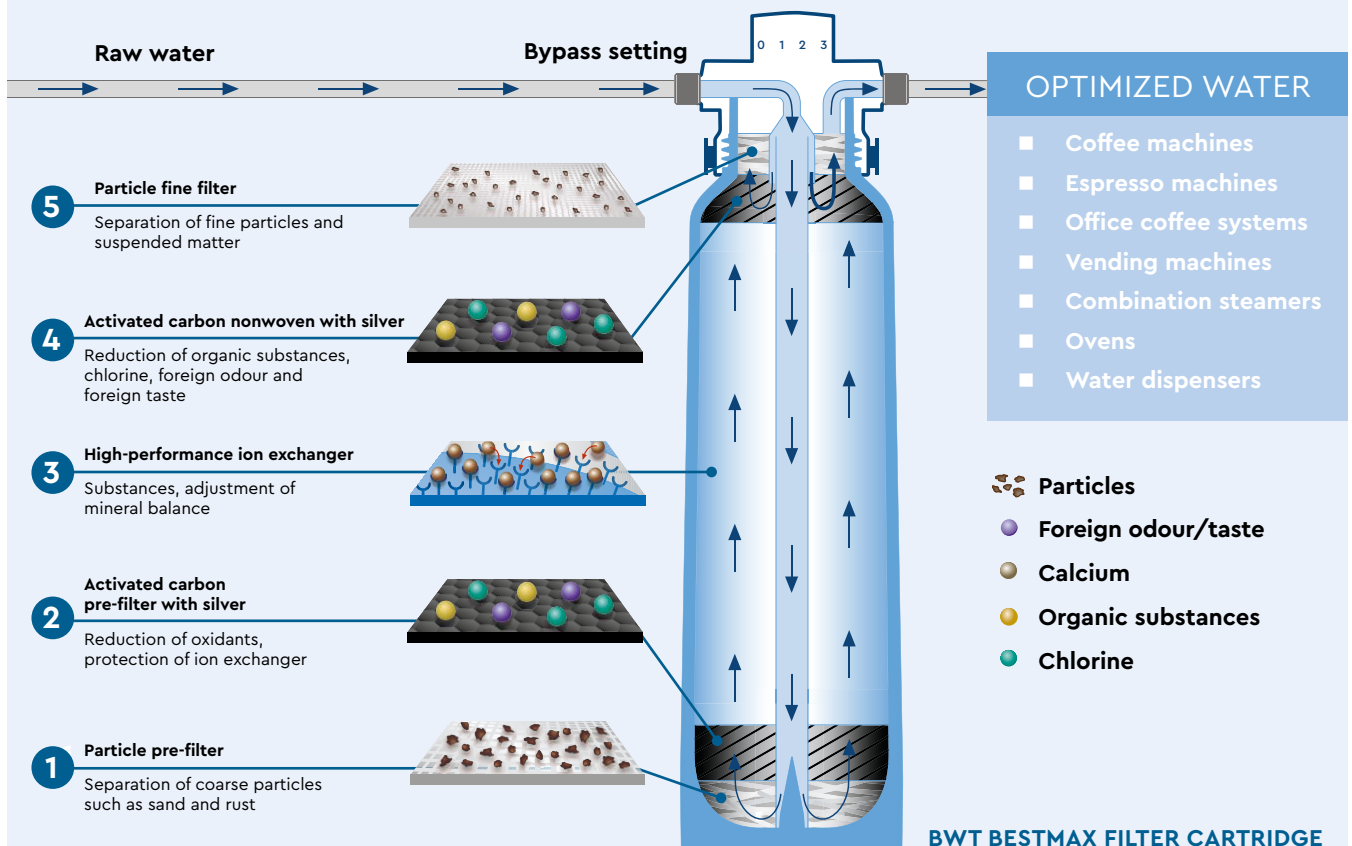 Raw water
Bypass setting
0 1 2 3
OPTIMIZED WATER
Coffee machines
Espresso machines
Office coffee systems
Vending machines
Combination steamers
Ovens
Water dispensers
5
Particle fine filter
Separation of fine particles and
suspended matter
4
Activated carbon nonwoven with silver
Reduction of organic substances,
chlorine, foreign odour and
foreign taste
3
High-performance ion exchanger
Substances, adjustment of
mineral balance
2
Activated carbon
pre-filter with silver
Reduction of oxidants,
protection of ion exchanger
1
Particle pre-filter
Separation of coarse particles
such as sand and rust
Particles
Foreign odour/taste
Calcium
Organic substances
Chlorine
BWT BESTMAX FILTER CARTRIDGE